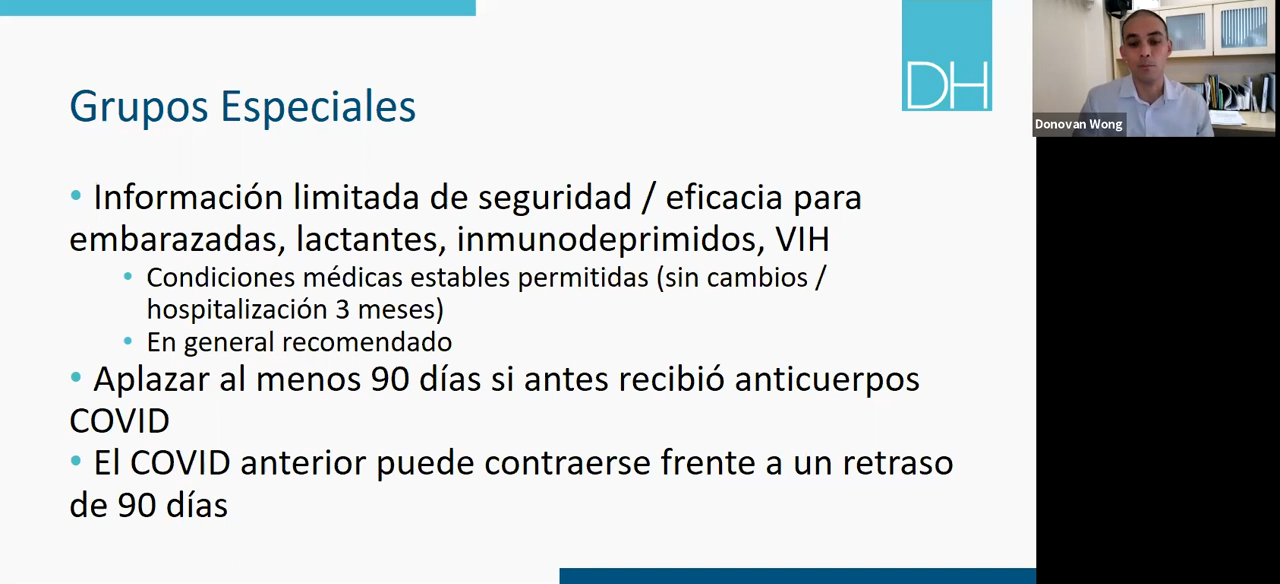 DH
Donovan Wong
Grupos Especiales
• Información limitada de seguridad / eficacia para
embarazadas, lactantes, inmunodeprimidos, VIH
• Condiciones médicas estables permitidas (sin cambios /
hospitalización 3 meses)
• En general recomendado
• Aplazar al menos 90 días si antes recibió anticuerpos
COVID
• El COVID anterior puede contraerse frente a un retraso
de 90 días